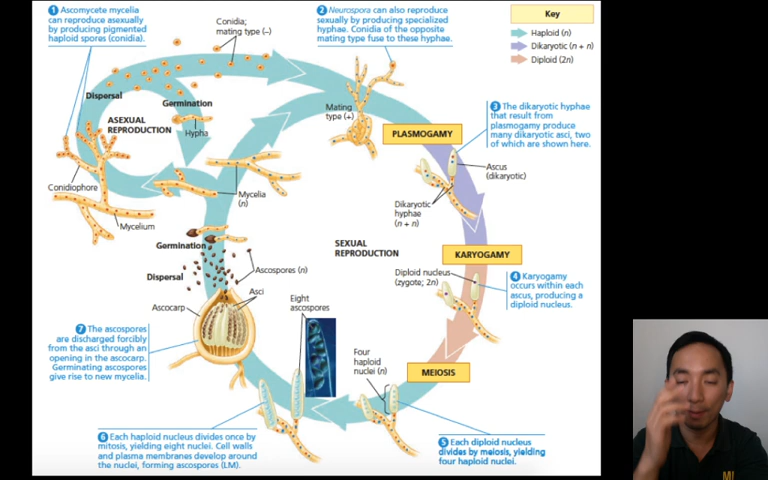 1 Ascomycete mycelia
can reproduce asexually
by producing pigmented
haploid spores (conidia).
Conidia;
mating type (–)
2 Neurospora can also reproduce
sexually by producing specialized
hyphae. Conidia of the opposite
mating type fuse to these hyphae.
Key
Haploid (n)
Dikaryotic (n + n)
Diploid (2n)
Dispersal
Germination
ASEXUAL
REPRODUCTION
Hypha
Mating
type (+)
PLASMOGAMY
3 The dikaryotic hyphae
that result from
plasmogamy produce
many dikaryotic asci, two
of which are shown here.
Ascus
(dikaryotic)
Conidiophore
Mycelia
(n)
Dikaryotic
hyphae
(n + n)
Mycelium
Germination
SEXUAL
REPRODUCTION
KARYOGAMY
Dispersal
Ascospores (n)
Diploid nucleus
(zygote; 2n)
4 Karyogamy
occurs within each
ascus, producing a
diploid nucleus.
Asci
Eight
ascospores
Ascocarp
7 The ascospores
are discharged forcibly
from the asci through an
opening in the ascocarp.
Germinating ascospores
give rise to new mycelia.
Four
haploid
nuclei (n)
MEIOSIS
6 Each haploid nucleus divides once by
mitosis, yielding eight nuclei. Cell walls
and plasma membranes develop around
the nuclei, forming ascospores (LM).
5 Each diploid nucleus
divides by meiosis, yielding
four haploid nuclei.